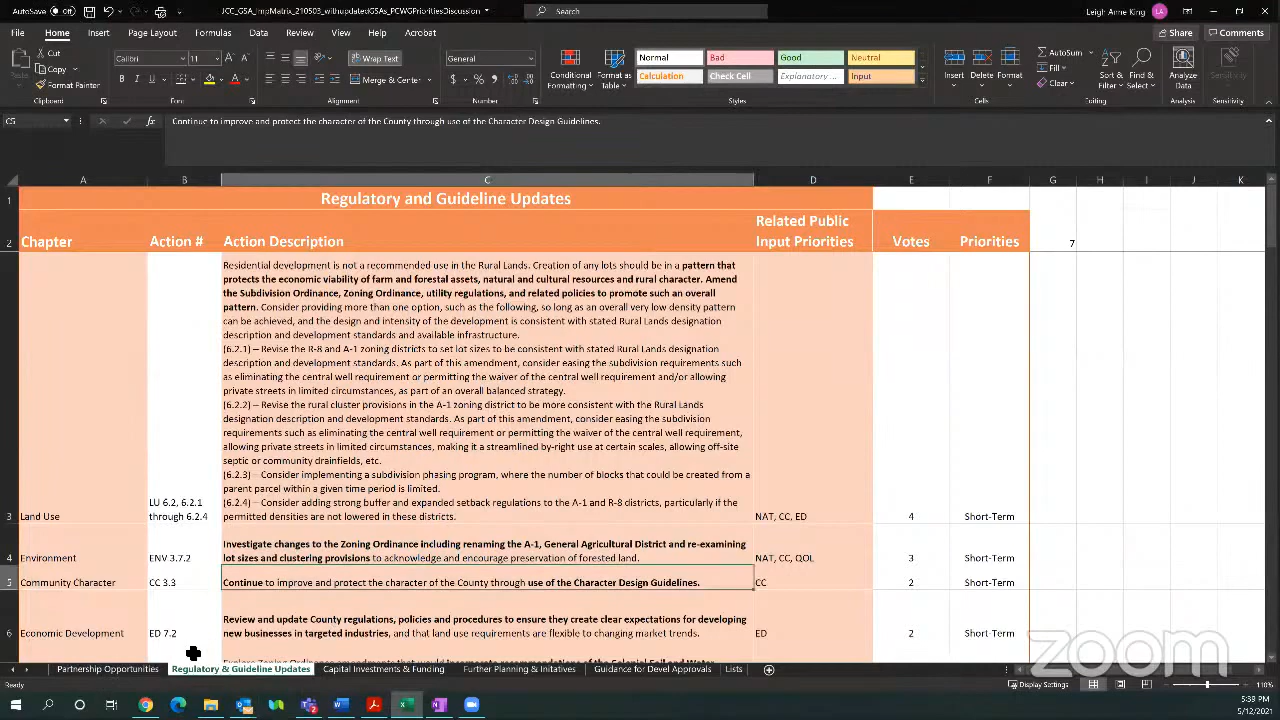 AutoSave Off JCC_GSA_ImpMatrix_210503_withupdatedGSAs_PCWGPrioritiesDiscussion Search Leigh Anne King LA
File Home Insert Page Layout Formulas Data Review View Help Acrobat Share Comments
Cut Copy Format Painter
Calibri 11 Wrap Text General
B I U Merge & Center $ % Conditional Formatting Format as Table
Normal Bad Good Neutral
Calculation Check Cell Explanatory ... Input
Insert Delete Format AutoSum Fill Clear Sort & Filter Find & Select Analyze Data Sensitivity
Clipboard Font Alignment Number Styles Cells Editing Analysis Sensitivity
C5 fx Continue to improve and protect the character of the County through use of the Character Design Guidelines.
A B C D E F G H I J K
1 Regulatory and Guideline Updates
Related Public
2 Chapter Action # Action Description Input Priorities Votes Priorities 7
Residential development is not a recommended use in the Rural Lands. Creation of any lots should be in a pattern that
protects the economic viability of farm and forestal assets, natural and cultural resources and rural character. Amend
the Subdivision Ordinance, Zoning Ordinance, utility regulations, and related policies to promote such an overall
pattern. Consider providing more than one option, such as the following, so long as an overall very low density pattern
can be achieved, and the design and intensity of the development is consistent with stated Rural Lands designation
description and development standards and available infrastructure.
(6.2.1) – Revise the R-8 and A-1 zoning districts to set lot sizes to be consistent with stated Rural Lands designation
description and development standards. As part of this amendment, consider easing the subdivision requirements such
as eliminating the central well requirement or permitting the waiver of the central well requirement and/or allowing
private streets in limited circumstances, as part of an overall balanced strategy.
(6.2.2) – Revise the rural cluster provisions in the A-1 zoning district to be more consistent with the Rural Lands
designation description and development standards. As part of this amendment, consider easing the subdivision
requirements such as eliminating the central well requirement or permitting the waiver of the central well requirement,
allowing private streets in limited circumstances, making it a streamlined by-right use at certain scales, allowing off-site
septic or community drainfields, etc.
(6.2.3) – Consider implementing a subdivision phasing program, where the number of blocks that could be created from a
parent parcel within a given time period is limited.
LU 6.2, 6.2.1 (6.2.4) – Consider adding strong buffer and expanded setback regulations to the A-1 and R-8 districts, particularly if the
3 Land Use through 6.2.4 permitted densities are not lowered in these districts. NAT, CC, ED 4 Short-Term
Investigate changes to the Zoning Ordinance including renaming the A-1, General Agricultural District and re-examining
4 Environment ENV 3.7.2 lot sizes and clustering provisions to acknowledge and encourage preservation of forested land. NAT, CC, QOL 3 Short-Term
5 Community Character CC 3.3 Continue to improve and protect the character of the County through use of the Character Design Guidelines. CC 2 Short-Term
Review and update County regulations, policies and procedures to ensure they create clear expectations for developing
6 Economic Development ED 7.2 new businesses in targeted industries, and that land use requirements are flexible to changing market trends. ED 2 Short-Term
Explore Zoning Ordinance amendments that would incorporate recommendations of the Colonial Soil and Water
zoom
Partnership Opportunities Regulatory & Guideline Updates Capital Investments & Funding Further Planning & Initatives Guidance for Devel Approvals Lists
Ready Display Settings 110%
5:39 PM
5/12/2021